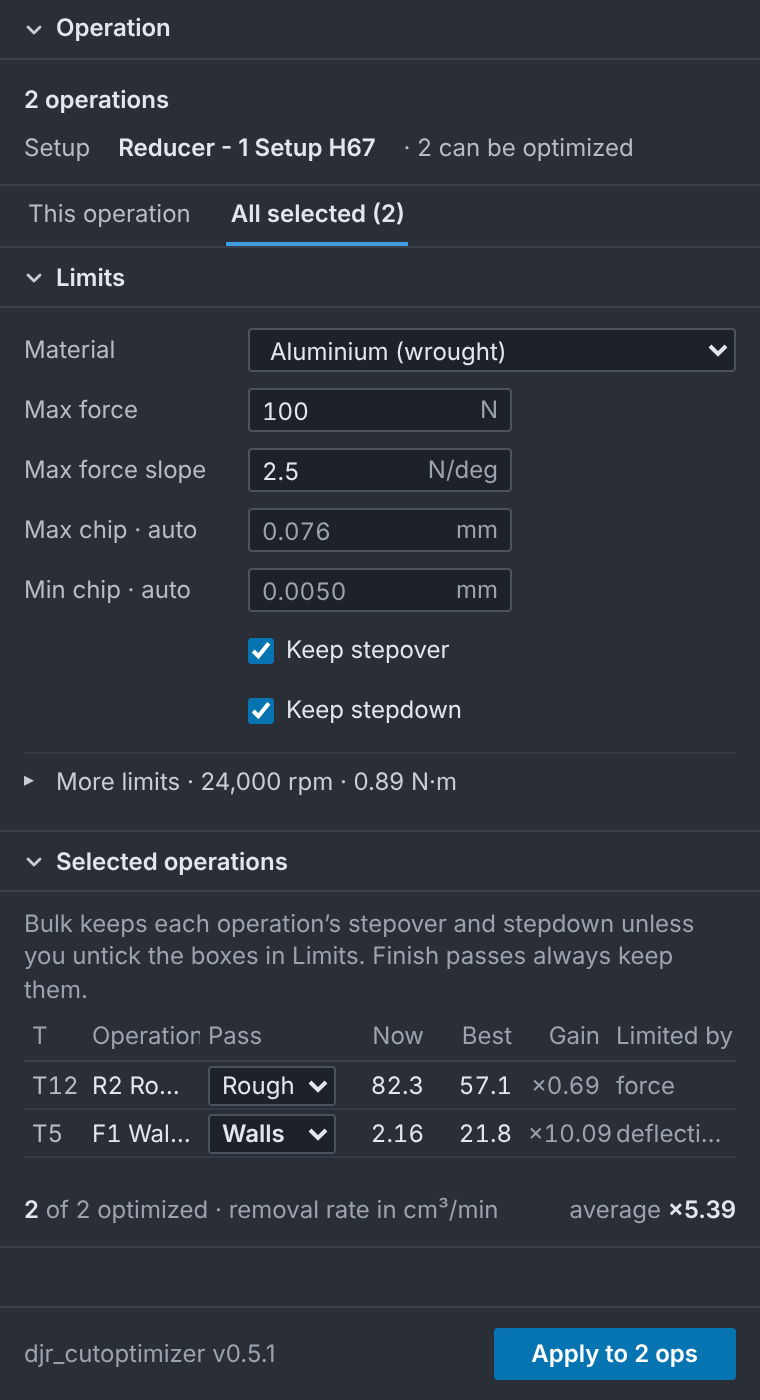 Operation
2 operations
Setup Reducer - 1 Setup H67 · 2 can be optimized
This operation All selected (2)
Limits
Material Aluminium (wrought)
Max force 100 N
Max force slope 2.5 N/deg
Max chip · auto 0.076 mm
Min chip · auto 0.0050 mm
Keep stepover
Keep stepdown
More limits · 24,000 rpm · 0.89 N·m
Selected operations
Bulk keeps each operation’s stepover and stepdown unless
you untick the boxes in Limits. Finish passes always keep
them.
T Operation Pass Now Best Gain Limited by
T12 R2 Ro... Rough 82.3 57.1 ×0.69 force
T5 F1 Wal... Walls 2.16 21.8 ×10.09 deflecti...
2 of 2 optimized · removal rate in cm³/min average ×5.39
djr_cutoptimizer v0.5.1 Apply to 2 ops